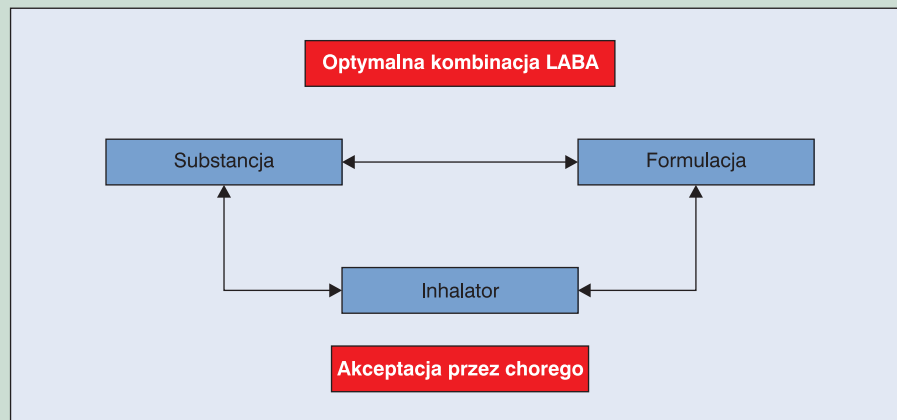 Optymalna kombinacja LABA
Substancja
Formulacja
Inhalator
Akceptacja przez chorego